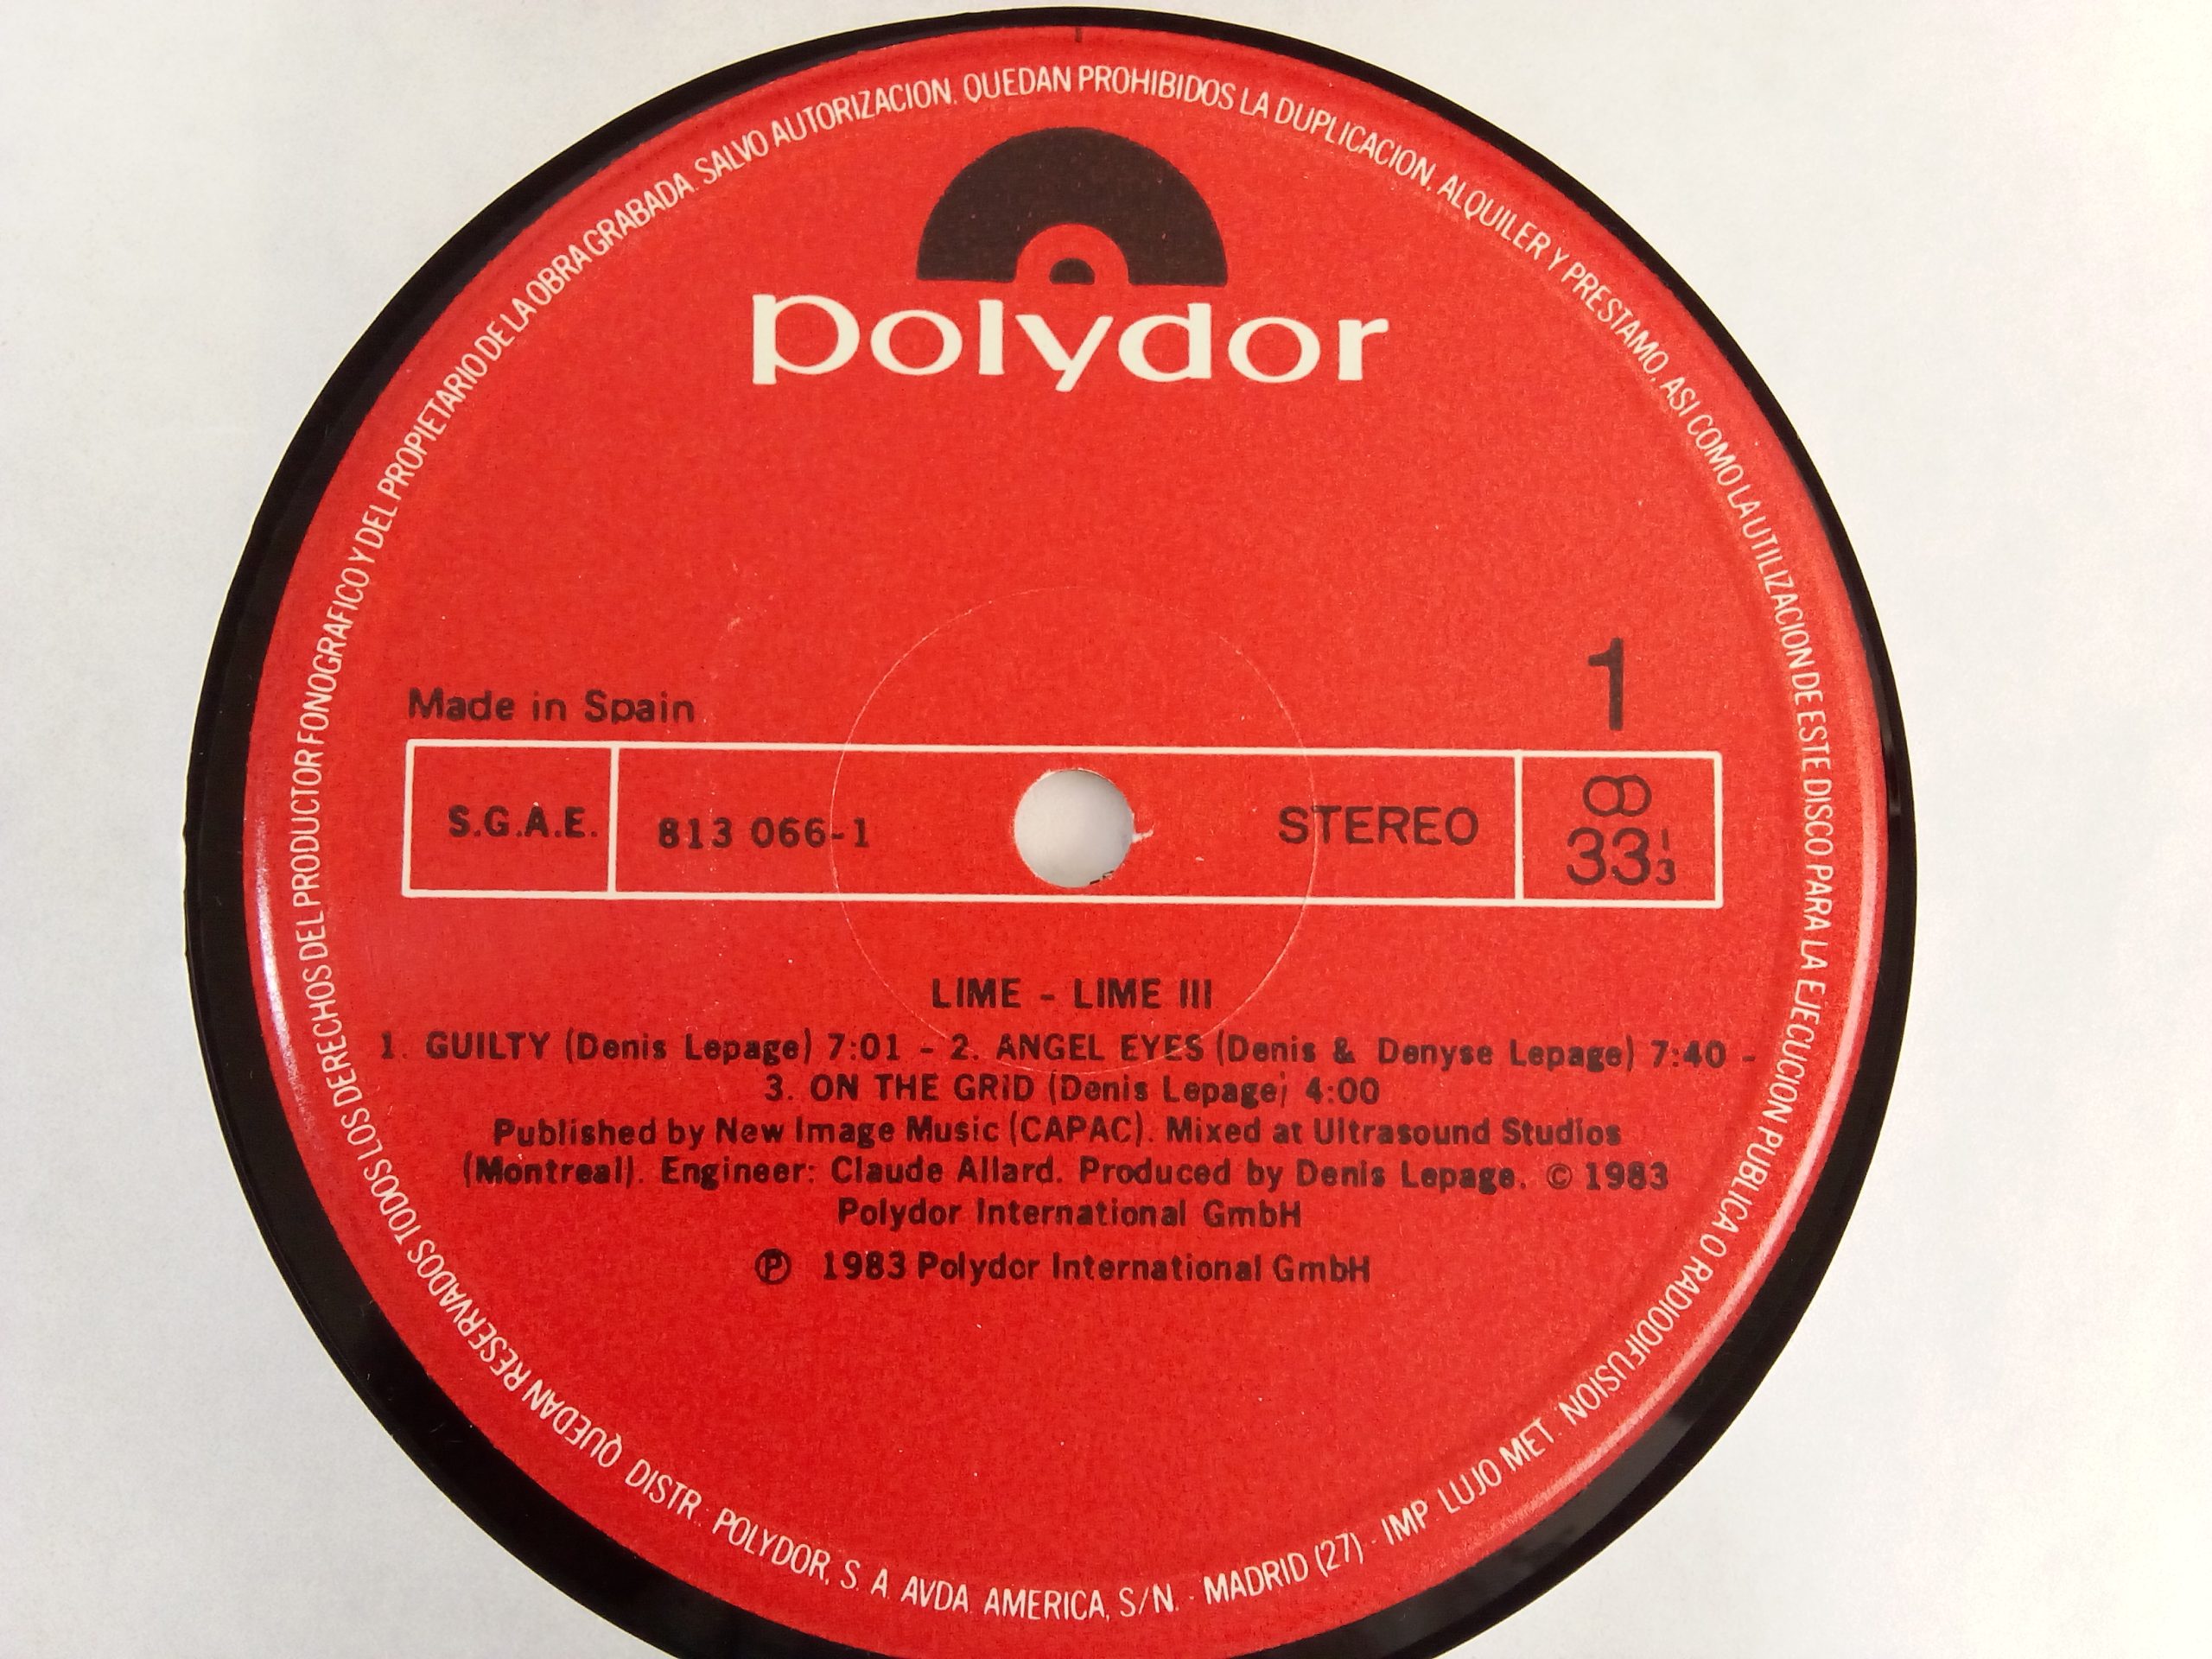 polydor
Made in Spain
1
S.G.A.E.
813 066-1
STEREO
33 1/3
LIME - LIME III
1. GUILTY (Denis Lepage) 7:01 - 2. ANGEL EYES (Denis & Denyse Lepage) 7:40 -
3. ON THE GRID (Denis Lepage) 4:00
Published by New Image Music (CAPAC). Mixed at Ultrasound Studios
(Montreal). Engineer: Claude Allard. Produced by Denis Lepage. © 1983
Polydor International GmbH
℗ 1983 Polydor International GmbH
QUEDAN RESERVADOS TODOS LOS DERECHOS DEL PRODUCTOR FONOGRAFICO Y DEL PROPIETARIO DE LA OBRA GRABADA. SALVO AUTORIZACION, QUEDAN PROHIBIDOS LA DUPLICACION, ALQUILER Y PRESTAMO, ASI COMO LA UTILIZACION DE ESTE DISCO PARA LA EJECUCION PUBLICA O RADIODIFUSION.
DISTR.: POLYDOR, S. A. AVDA. AMERICA, S/N. - MADRID (27) - IMP. LUJO MET.